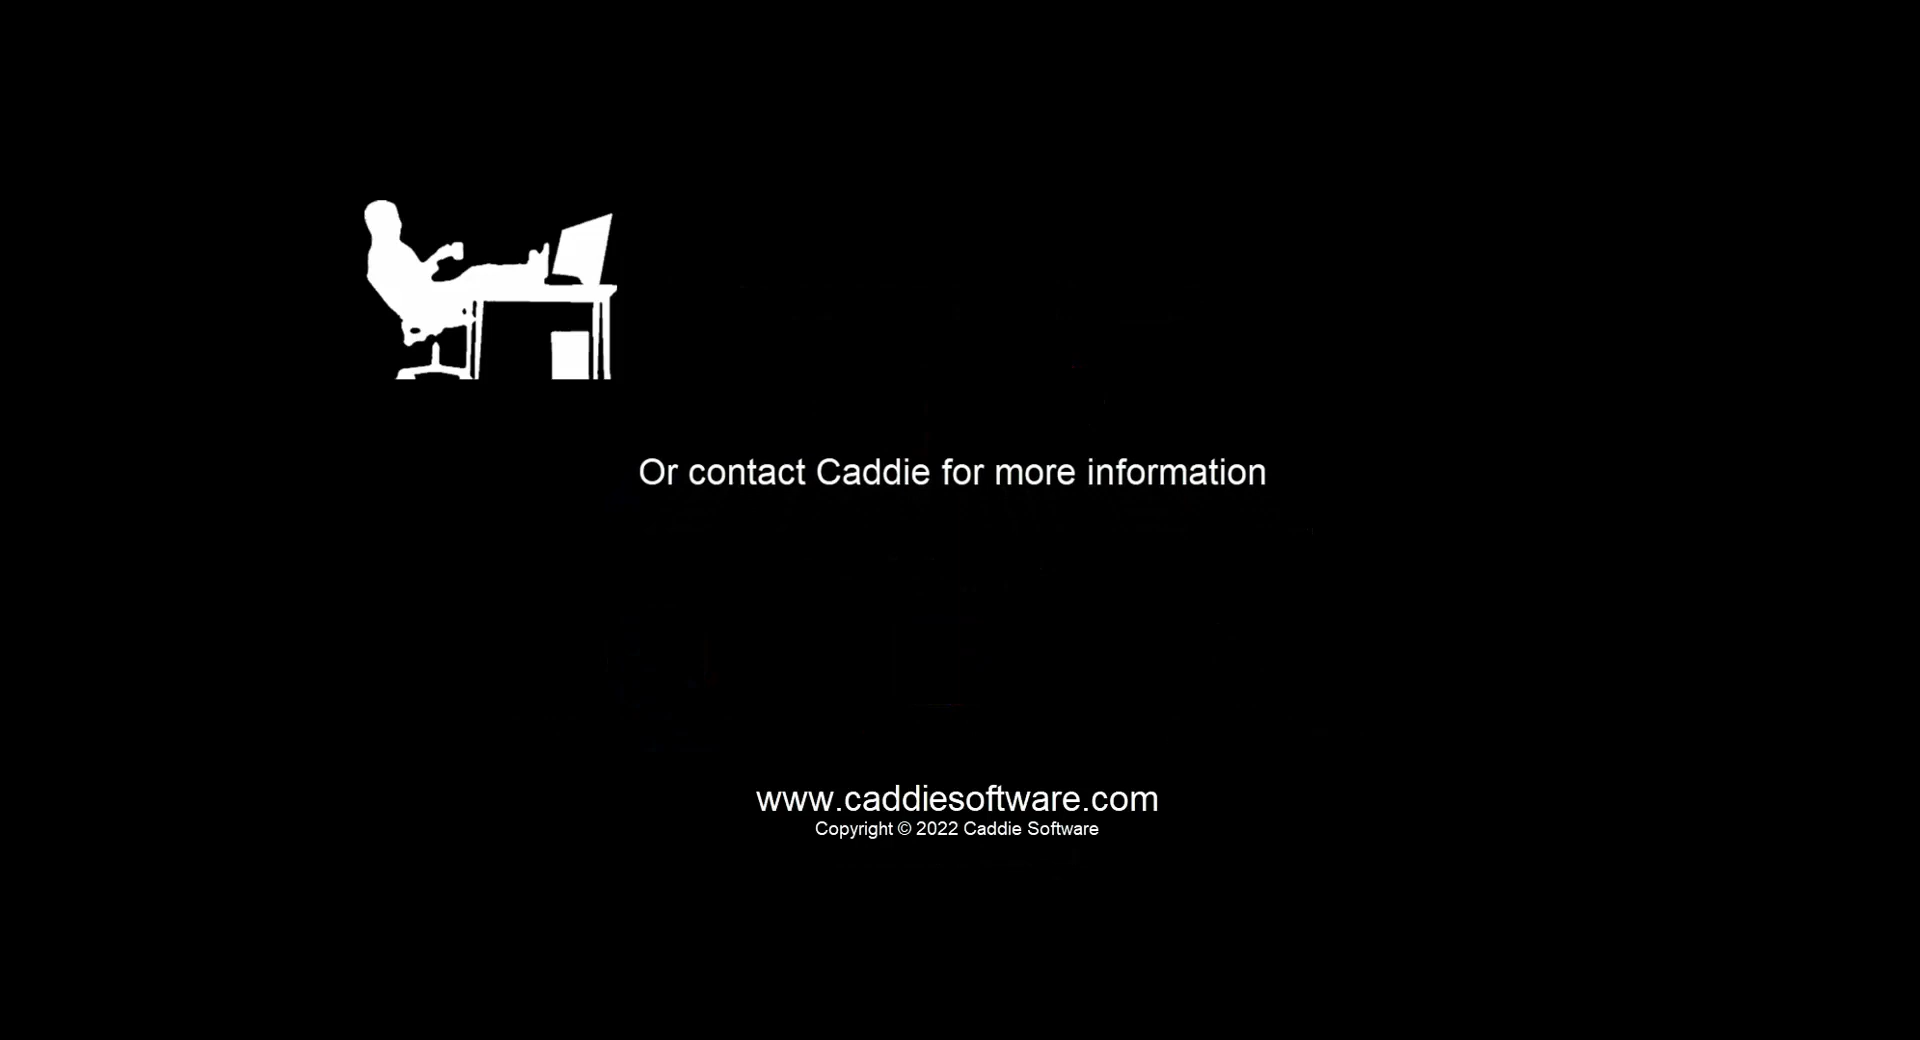 Or contact Caddie for more information
www.caddiesoftware.com
Copyright © 2022 Caddie Software